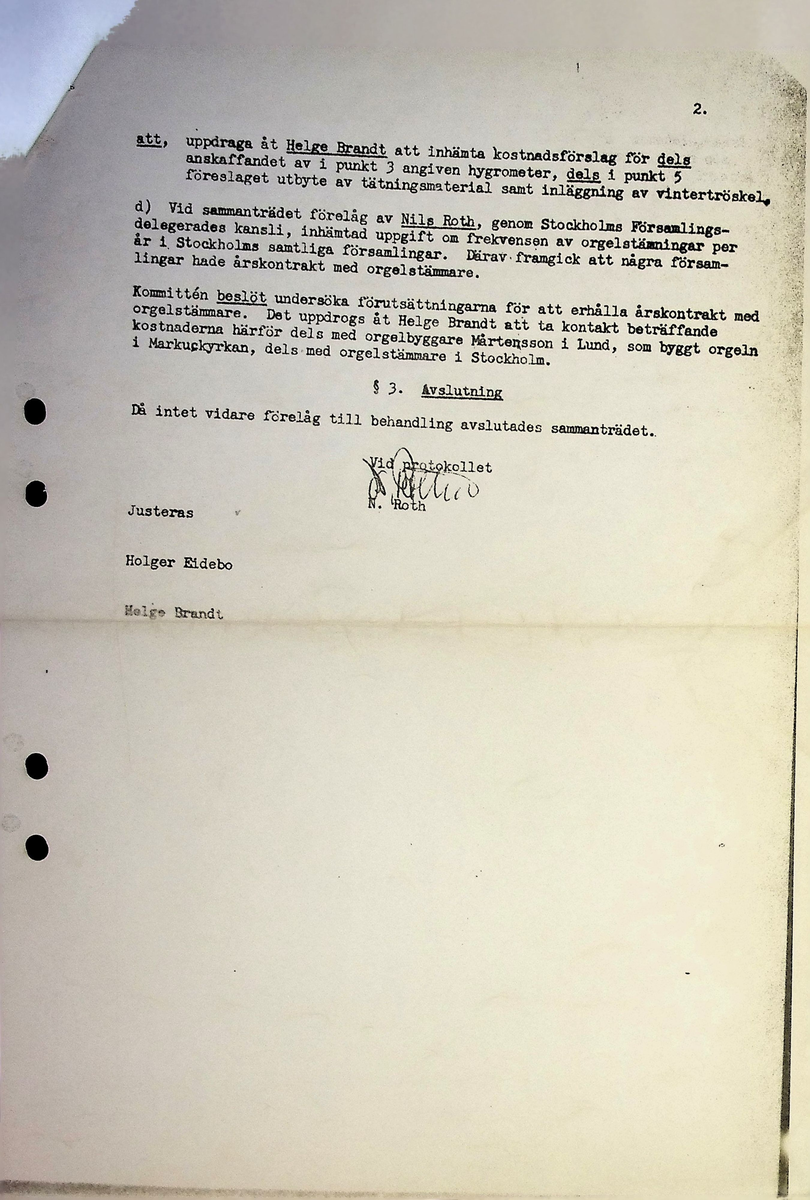 2.
att, uppdraga åt Helge Brandt att inhämta kostnadsförslag för dels
anskaffandet av i punkt 3 angiven hygrometer, dels i punkt 5
föreslaget utbyte av tätningsmaterial samt inläggning av vintertröskel.
d) Vid sammanträdet förelåg av Nils Roth, genom Stockholms Församlings-
delegerades kansli, inhämtad uppgift om frekvensen av orgelstämningar per
år i Stockholms samtliga församlingar. Därav framgick att några försam-
lingar hade årskontrakt med orgelstämmare.
Kommittén beslöt undersöka förutsättningarna för att erhålla årskontrakt med
orgelstämmare. Det uppdrogs åt Helge Brandt att ta kontakt beträffande
kostnaderna härför dels med orgelbyggare Mårtensson i Lund, som byggt orgeln
i Markuckyrkan, dels med orgelstämmare i Stockholm.
§ 3. Avslutning
Då intet vidare förelåg till behandling avslutades sammanträdet.
Vid protokollet
N. Roth
Justeras
Holger Eidebo
Helge Brandt